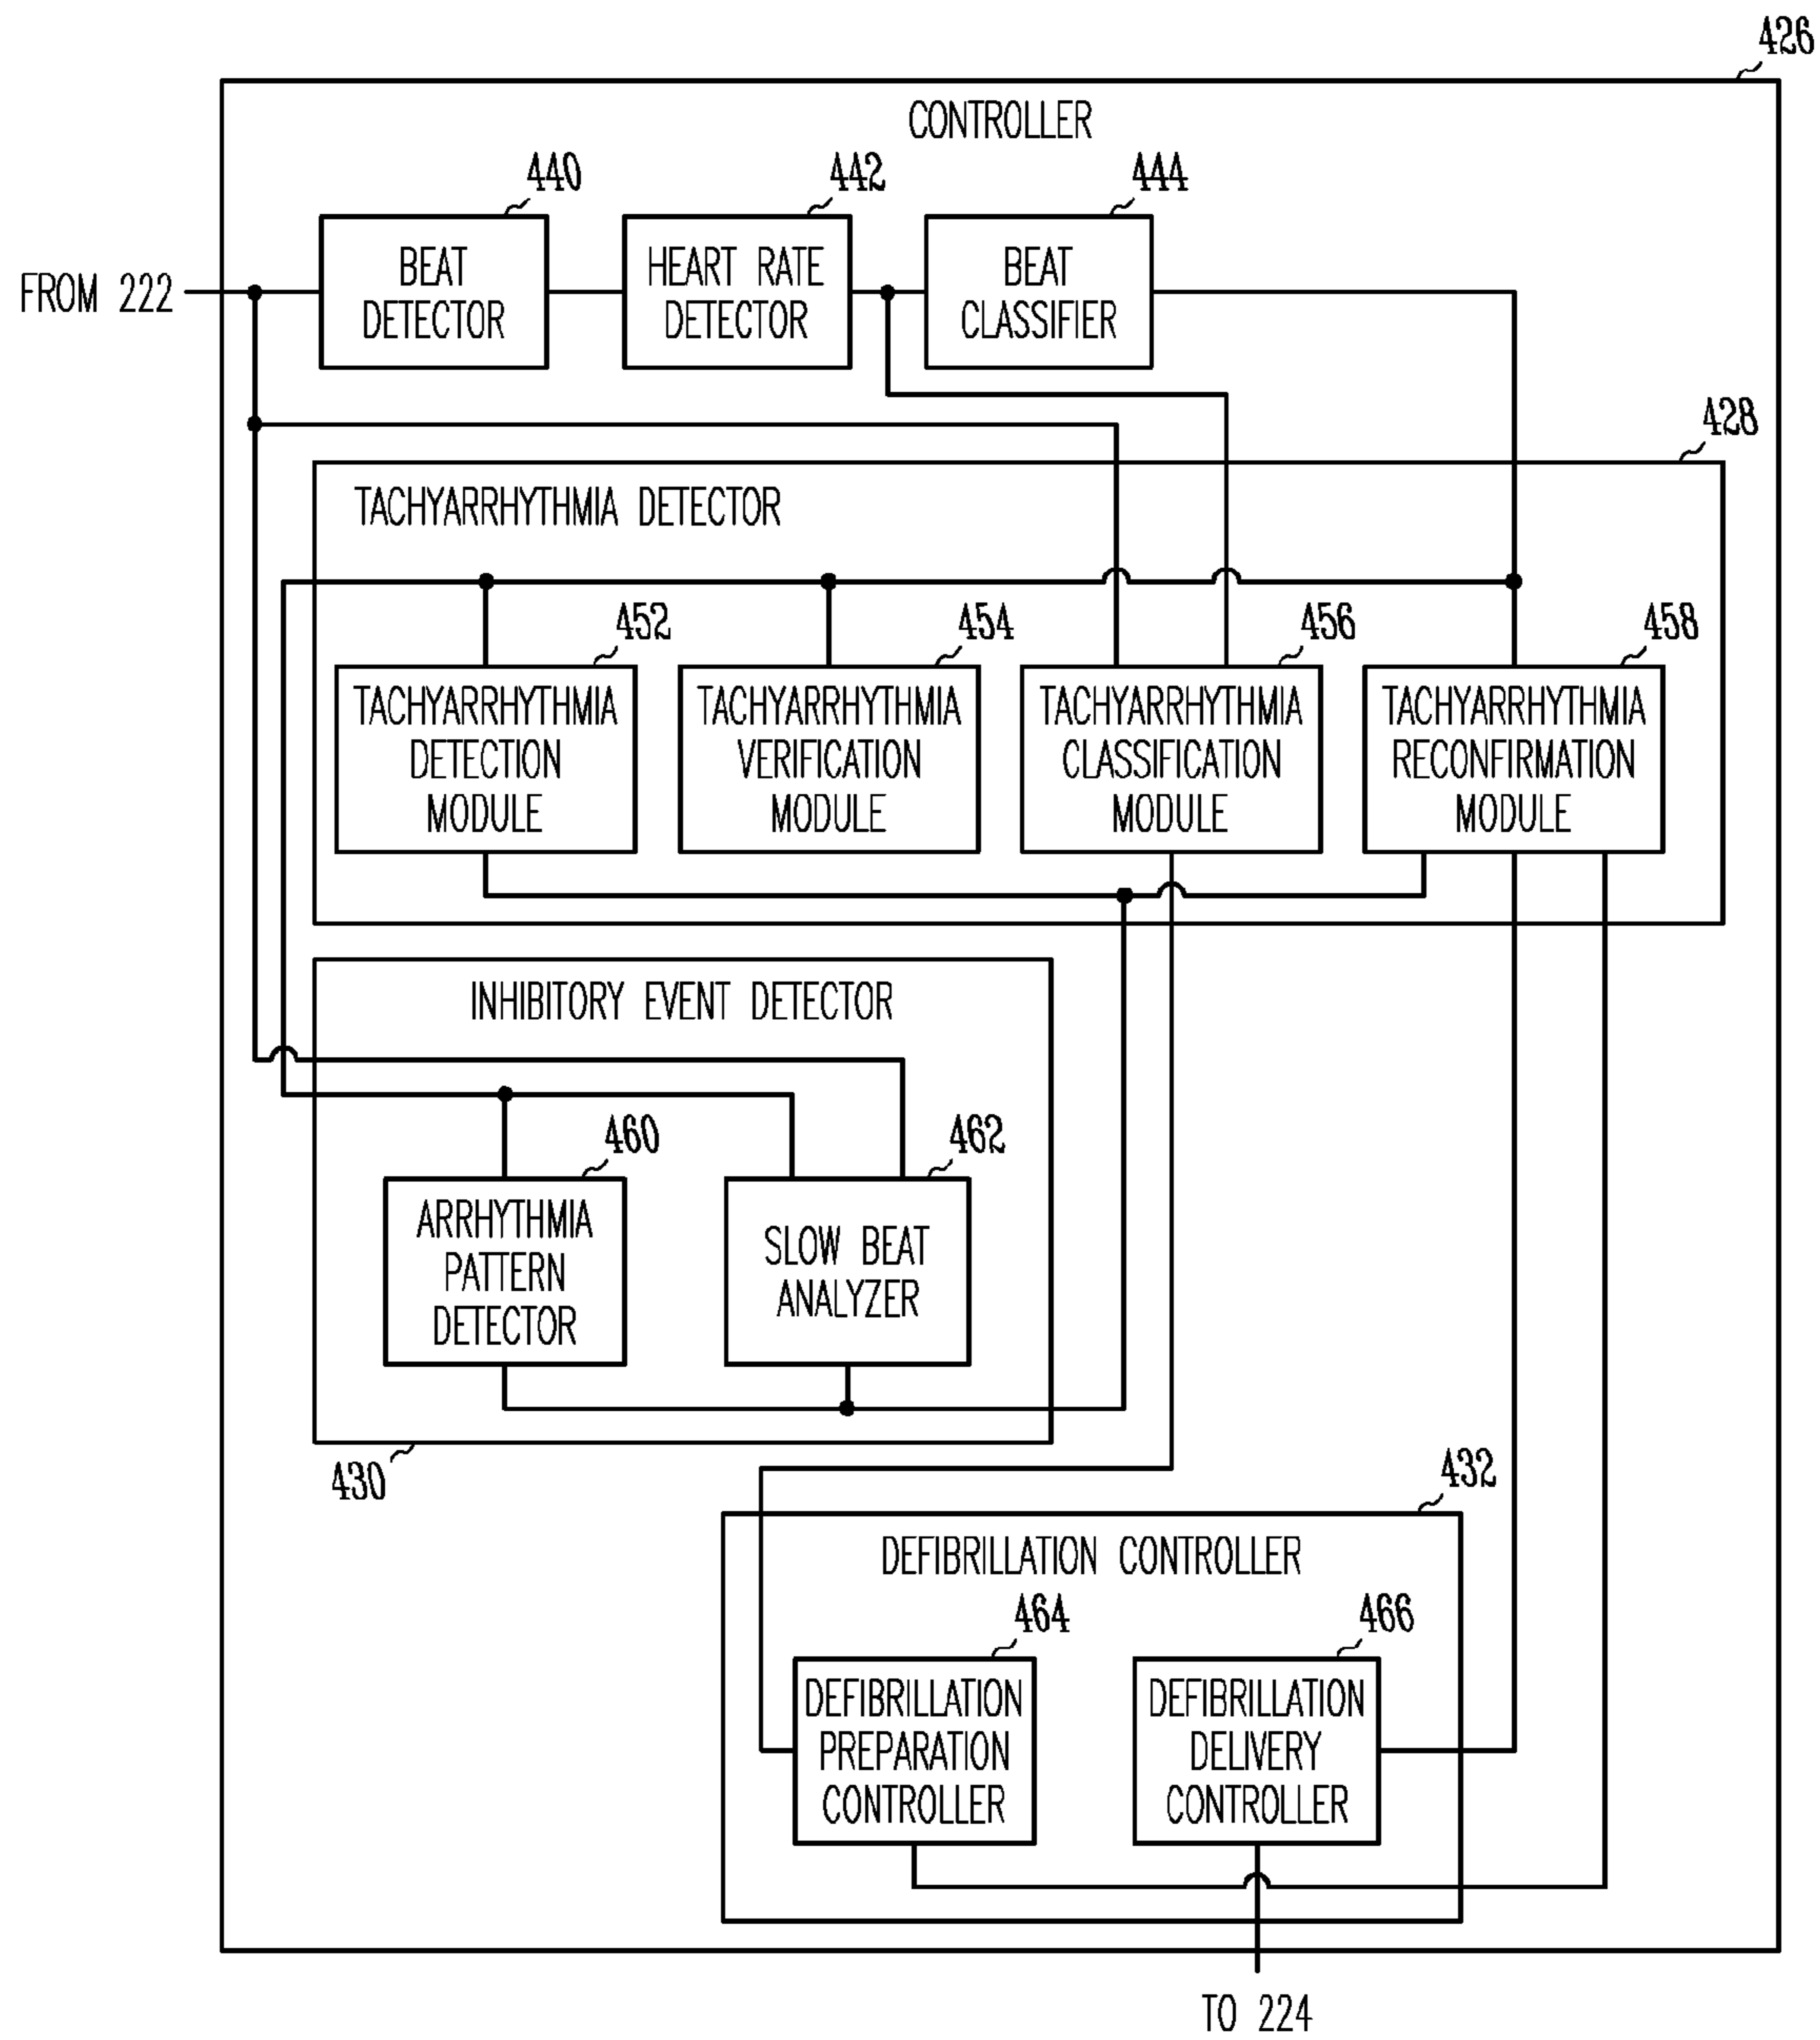 426
CONTROLLER
440
442
444
FROM 222
BEAT
DETECTOR
HEART RATE
DETECTOR
BEAT
CLASSIFIER
428
TACHYARRHYTHMIA DETECTOR
452
454
456
458
TACHYARRHYTHMIA
DETECTION
MODULE
TACHYARRHYTHMIA
VERIFICATION
MODULE
TACHYARRHYTHMIA
CLASSIFICATION
MODULE
TACHYARRHYTHMIA
RECONFIRMATION
MODULE
INHIBITORY EVENT DETECTOR
460
462
ARRHYTHMIA
PATTERN
DETECTOR
SLOW BEAT
ANALYZER
430
432
DEFIBRILLATION CONTROLLER
464
466
DEFIBRILLATION
PREPARATION
CONTROLLER
DEFIBRILLATION
DELIVERY
CONTROLLER
TO 224